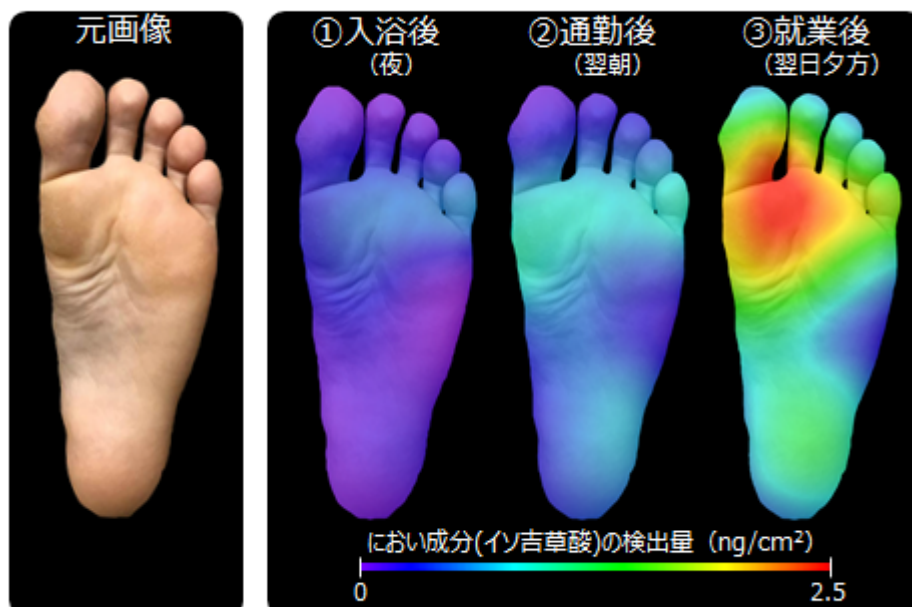 元画像
①入浴後
(夜)
②通勤後
(翌朝)
③就業後
(翌日夕方)
におい成分(イソ吉草酸)の検出量（ng/cm²）
0
2.5